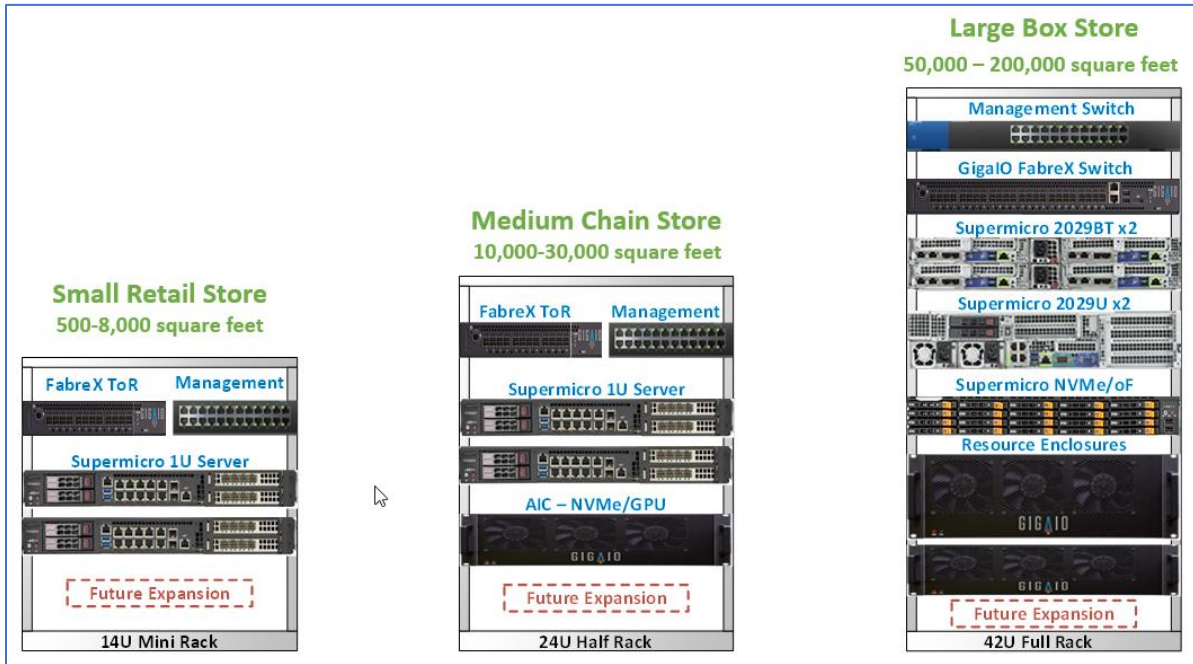 Small Retail Store
500-8,000 square feet
FabreX ToR
Management
Supermicro 1U Server
Future Expansion
14U Mini Rack
Medium Chain Store
10,000-30,000 square feet
FabreX ToR
Management
Supermicro 1U Server
AIC – NVMe/GPU
GIGAIO
Future Expansion
24U Half Rack
Large Box Store
50,000 – 200,000 square feet
Management Switch
GigaIO FabreX Switch
Supermicro 2029BT x2
Supermicro 2029U x2
Supermicro NVMe/oF
Resource Enclosures
GIGAIO
GIGAIO
Future Expansion
42U Full Rack